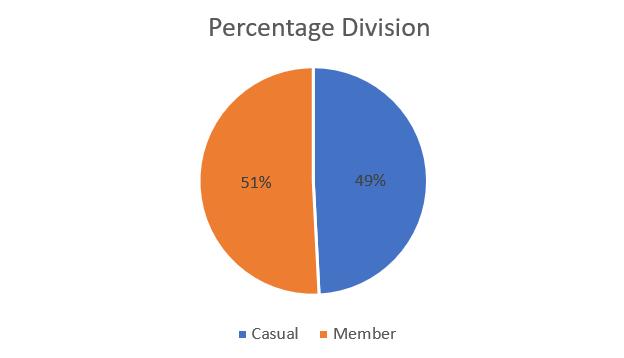 Percentage Division
51%
49%
Casual
Member